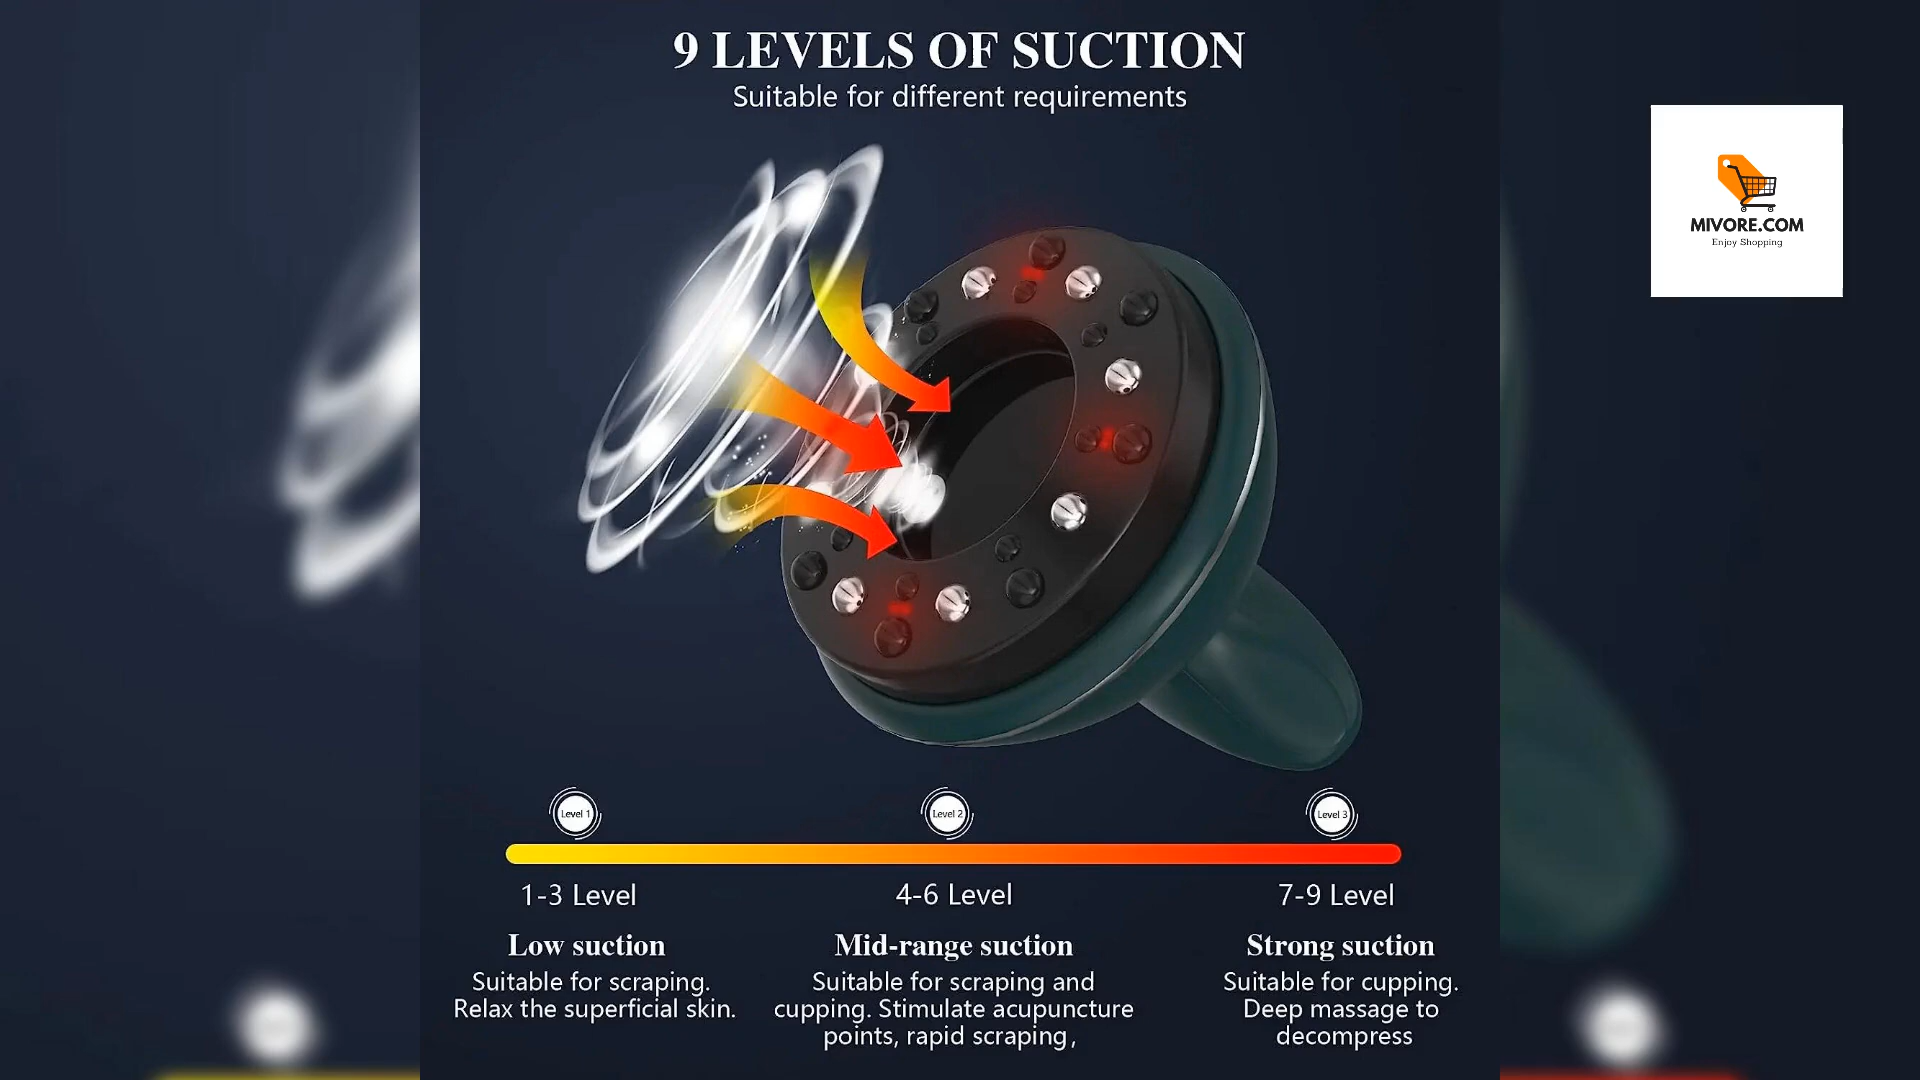 9 LEVELS OF SUCTION
Suitable for different requirements
MIVORE.COM
Enjoy Shopping
Level 1
Level 2
Level 3
1-3 Level
4-6 Level
7-9 Level
Low suction
Suitable for scraping.
Relax the superficial skin.
Mid-range suction
Suitable for scraping and
cupping. Stimulate acupuncture
points, rapid scraping,
Strong suction
Suitable for cupping.
Deep massage to
decompress